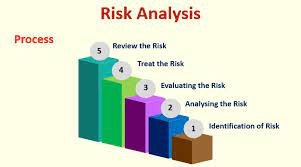 Risk Analysis
Process
5 Review the Risk
4 Treat the Risk
3 Evaluating the Risk
2 Analysing the Risk
1 Identification of Risk